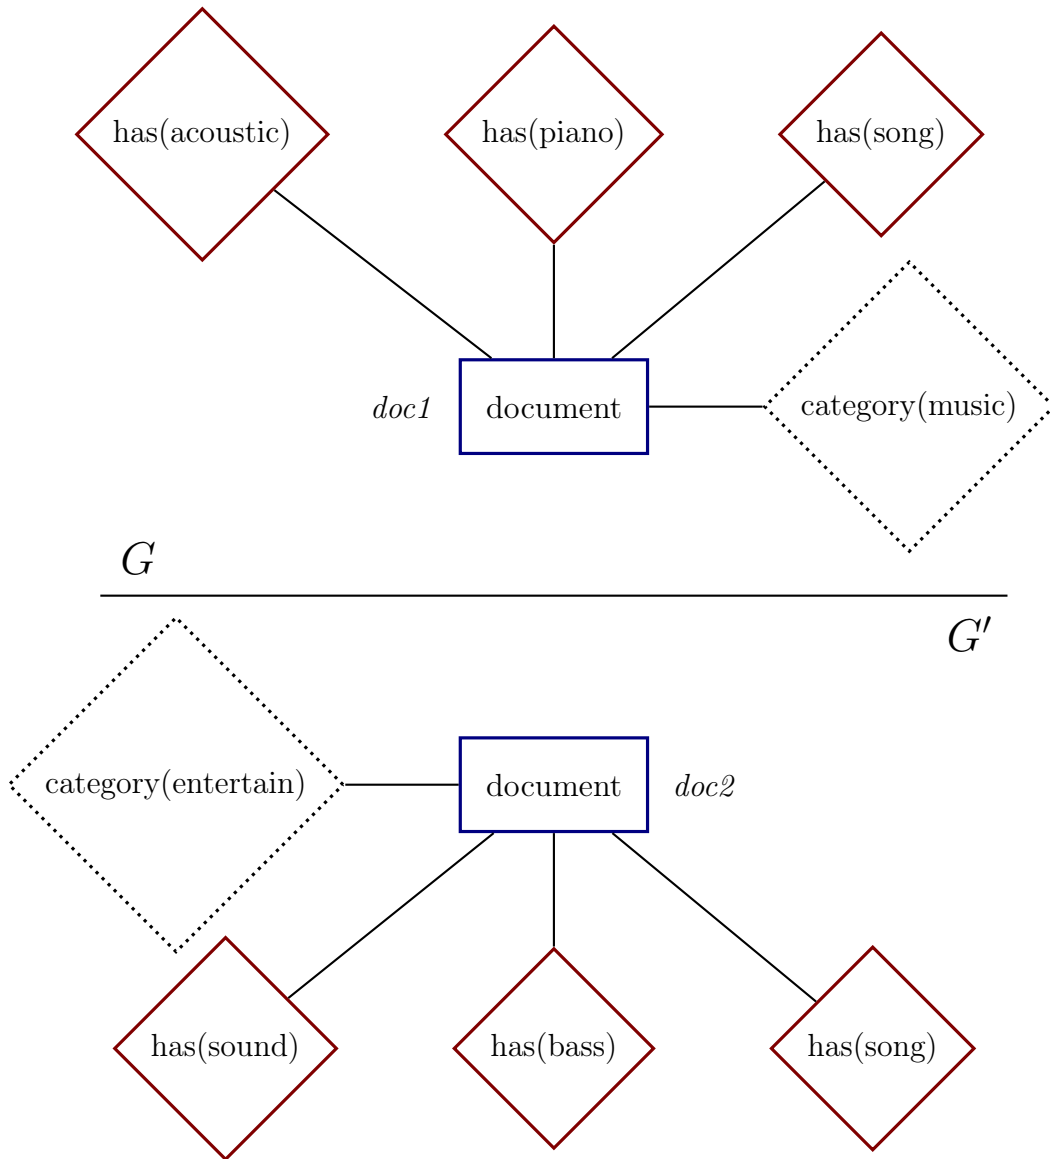 has(acoustic)
has(piano)
has(song)
doc1
document
category(music)
G
G′
category(entertain)
document
doc2
has(sound)
has(bass)
has(song)